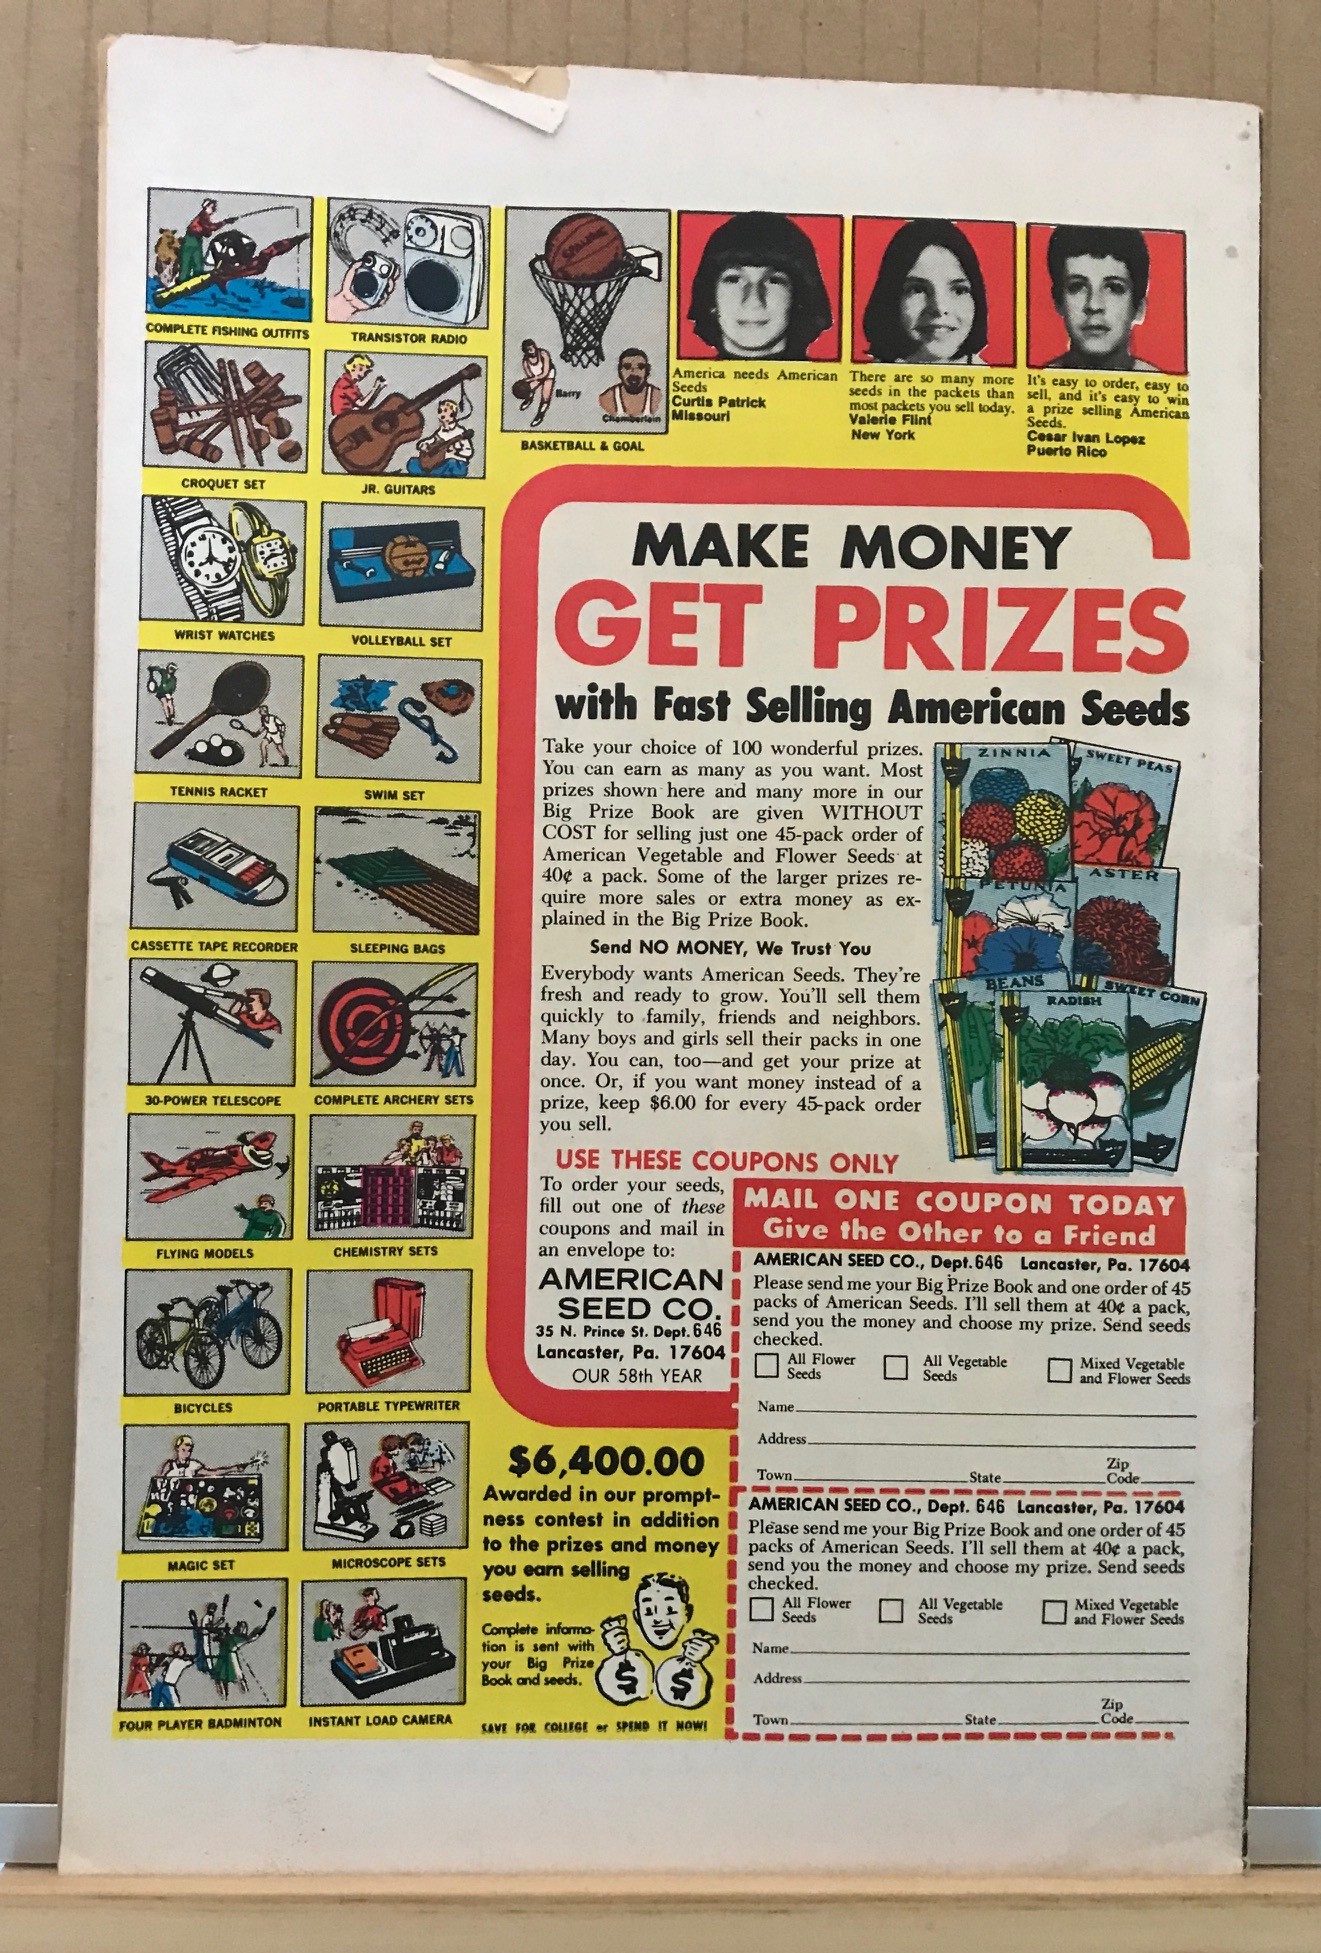 COMPLETE FISHING OUTFITS
TRANSISTOR RADIO
CROQUET SET
JR. GUITARS
WRIST WATCHES
VOLLEYBALL SET
TENNIS RACKET
SWIM SET
CASSETTE TAPE RECORDER
SLEEPING BAGS
30-POWER TELESCOPE
COMPLETE ARCHERY SETS
FLYING MODELS
CHEMISTRY SETS
BICYCLES
PORTABLE TYPEWRITER
MAGIC SET
MICROSCOPE SETS
FOUR PLAYER BADMINTON
INSTANT LOAD CAMERA
SPALDING
Barry
Chamberlain
BASKETBALL & GOAL
America needs American
Seeds
Curtis Patrick
Missouri
There are so many more
seeds in the packets than
most packets you sell today.
Valerie Flint
New York
It's easy to order, easy to
sell, and it's easy to win
a prize selling American
Seeds.
Cesar Ivan Lopez
Puerto Rico
MAKE MONEY
GET PRIZES
with Fast Selling American Seeds
Take your choice of 100 wonderful prizes.
You can earn as many as you want. Most
prizes shown here and many more in our
Big Prize Book are given WITHOUT
COST for selling just one 45-pack order of
American Vegetable and Flower Seeds at
40¢ a pack. Some of the larger prizes re-
quire more sales or extra money as ex-
plained in the Big Prize Book.
Send NO MONEY, We Trust You
Everybody wants American Seeds. They're
fresh and ready to grow. You'll sell them
quickly to family, friends and neighbors.
Many boys and girls sell their packs in one
day. You can, too—and get your prize at
once. Or, if you want money instead of a
prize, keep $6.00 for every 45-pack order
you sell.
ZINNIA
SWEET PEAS
PETUNIA
ASTER
BEANS
RADISH
SWEET CORN
USE THESE COUPONS ONLY
To order your seeds,
fill out one of these
coupons and mail in
an envelope to:
AMERICAN
SEED CO.
35 N. Prince St. Dept. 646
Lancaster, Pa. 17604
OUR 58th YEAR
$6,400.00
Awarded in our prompt-
ness contest in addition
to the prizes and money
you earn selling
seeds.
Complete informa-
tion is sent with
your Big Prize
Book and seeds.
$ $
SAVE FOR COLLEGE or SPEND IT NOW!
MAIL ONE COUPON TODAY
Give the Other to a Friend
AMERICAN SEED CO., Dept. 646 Lancaster, Pa. 17604
Please send me your Big Prize Book and one order of 45
packs of American Seeds. I'll sell them at 40¢ a pack,
send you the money and choose my prize. Send seeds
checked.
All Flower
Seeds
All Vegetable
Seeds
Mixed Vegetable
and Flower Seeds
Name
Address
Town State Zip
Code
AMERICAN SEED CO., Dept. 646 Lancaster, Pa. 17604
Please send me your Big Prize Book and one order of 45
packs of American Seeds. I'll sell them at 40¢ a pack,
send you the money and choose my prize. Send seeds
checked.
All Flower
Seeds
All Vegetable
Seeds
Mixed Vegetable
and Flower Seeds
Name
Address
Town State Zip
Code